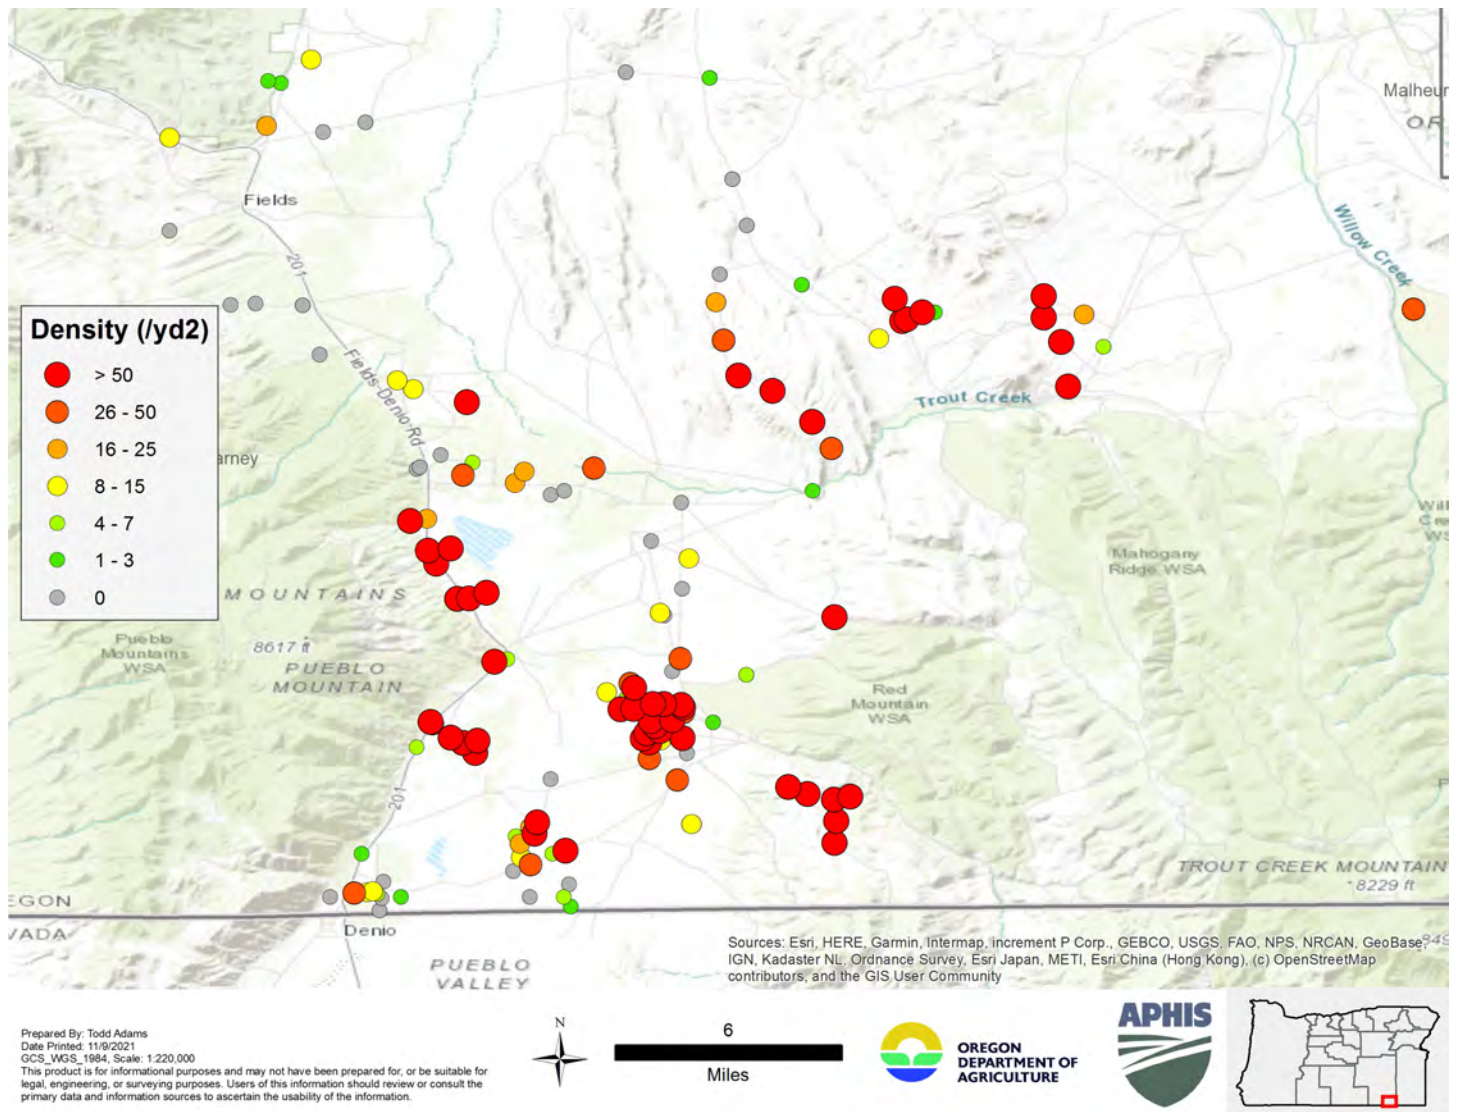 Malheur
OR
Fields
Willow Creek
201
Density (/yd2)
> 50
26 - 50
16 - 25
8 - 15
4 - 7
1 - 3
0
Fields-Denio Rd
Trout Creek
arney
Mahogany
Ridge WSA
MOUNTAINS
Pueblo
Mountains
WSA
8617 ft
PUEBLO
MOUNTAIN
Red
Mountain
WSA
201
TROUT CREEK MOUNTAIN
8229 ft
EGON
VADA
Denio
PUEBLO
VALLEY
Sources: Esri, HERE, Garmin, Intermap, increment P Corp., GEBCO, USGS, FAO, NPS, NRCAN, GeoBase,
IGN, Kadaster NL, Ordnance Survey, Esri Japan, METI, Esri China (Hong Kong), (c) OpenStreetMap
contributors, and the GIS User Community
Prepared By: Todd Adams
Date Printed: 11/9/2021
GCS_WGS_1984, Scale: 1:220,000
This product is for informational purposes and may not have been prepared for, or be suitable for
legal, engineering, or surveying purposes. Users of this information should review or consult the
primary data and information sources to ascertain the usability of the information.
N
6
Miles
OREGON
DEPARTMENT OF
AGRICULTURE
APHIS